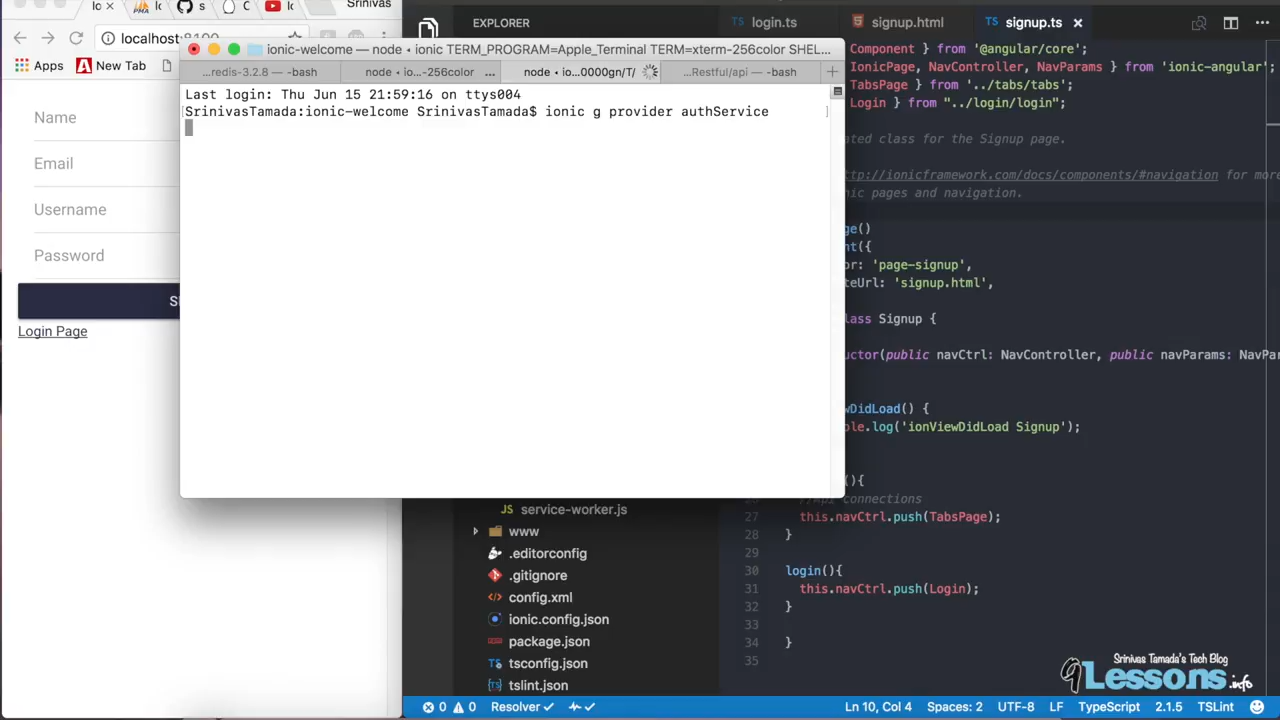 Srinivas
localhost:8100
Apps
New Tab
Name
Email
Username
Password
Login Page
ionic-welcome — node ◂ ionic TERM_PROGRAM=Apple_Terminal TERM=xterm-256color SHEL...
...redis-3.2.8 — -bash
node ◂ io...-256color ...
node ◂ io...0000gn/T/
...Restful/api — -bash
Last login: Thu Jun 15 21:59:16 on ttys004
[SrinivasTamada:ionic-welcome SrinivasTamada$ ionic g provider authService ]
EXPLORER
login.ts
signup.html
signup.ts
Component } from '@angular/core';
IonicPage, NavController, NavParams } from 'ionic-angular';
TabsPage } from '../tabs/tabs';
Login } from "../login/login";
ated class for the Signup page.
ttp://ionicframework.com/docs/components/#navigation for more
nic pages and navigation.
ge()
nt({
or: 'page-signup',
teUrl: 'signup.html',
lass Signup {
uctor(public navCtrl: NavController, public navParams: NavPar
wDidLoad() {
ole.log('ionViewDidLoad Signup');
(){
//Api connections
27 this.navCtrl.push(TabsPage);
28 }
29
30 login(){
31 this.navCtrl.push(Login);
32 }
33
34 }
35
service-worker.js
www
.editorconfig
.gitignore
config.xml
ionic.config.json
package.json
tsconfig.json
tslint.json
Srinivas Tamada's Tech Blog
9Lessons.info
0 0 Resolver
Ln 10, Col 4
Spaces: 2
UTF-8
LF
TypeScript
2.1.5
TSLint